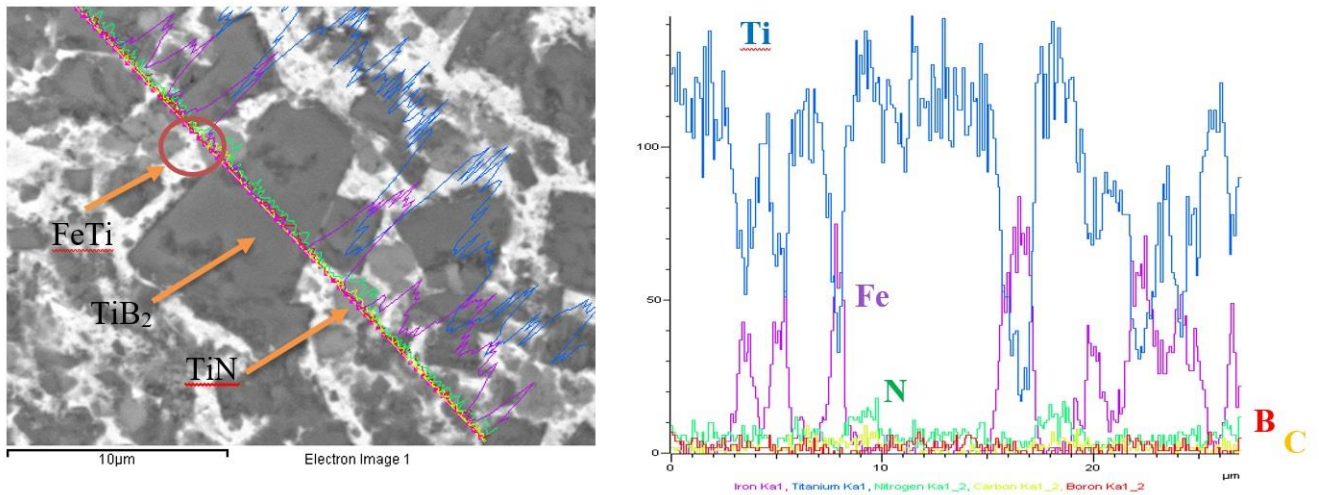 FeTi
TiB₂
TiN
10μm
Electron Image 1
Ti
Fe
N
B
C
100
50
0
0
10
20
μm
Iron Ka1, Titanium Ka1, Nitrogen Ka1_2, Carbon Ka1_2, Boron Ka1_2